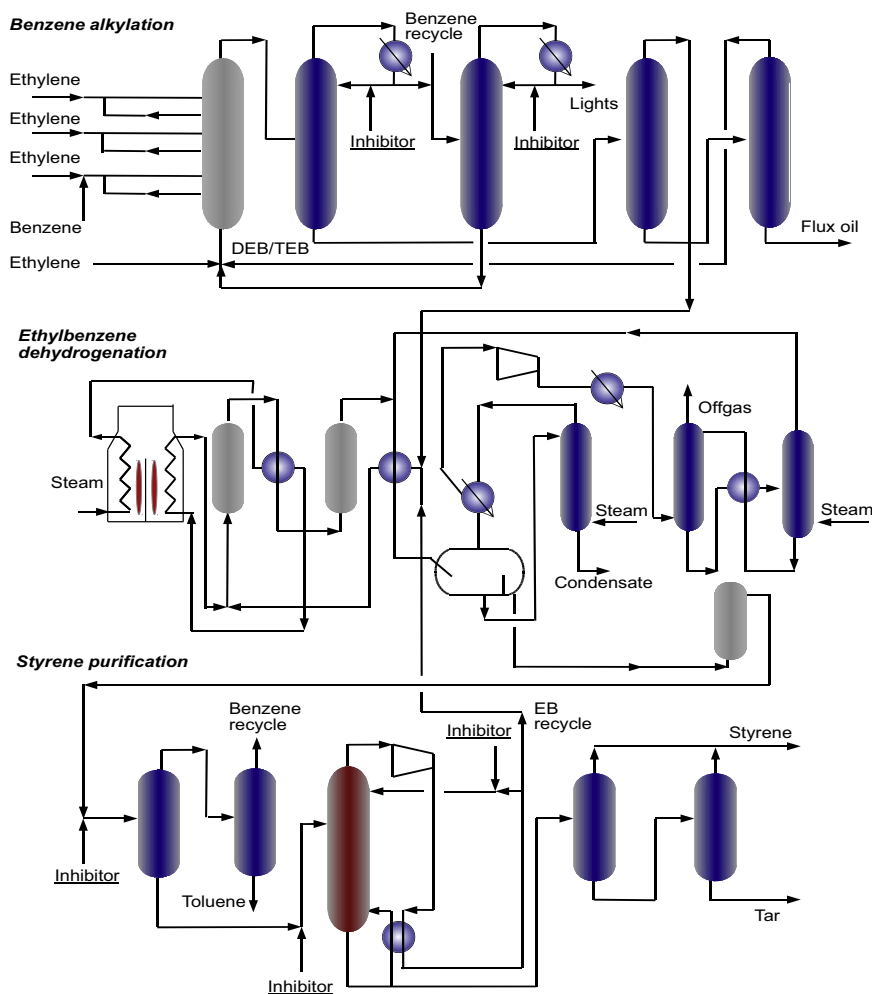 Benzene alkylation
Benzene
recycle
Ethylene
Lights
Ethylene
Inhibitor
Inhibitor
Ethylene
Benzene
Flux oil
DEB/TEB
Ethylene
Ethylbenzene
dehydrogenation
Offgas
Steam
Steam
Steam
Condensate
Styrene purification
Benzene
recycle
EB
recycle
Inhibitor
Styrene
Inhibitor
Toluene
Tar
Inhibitor